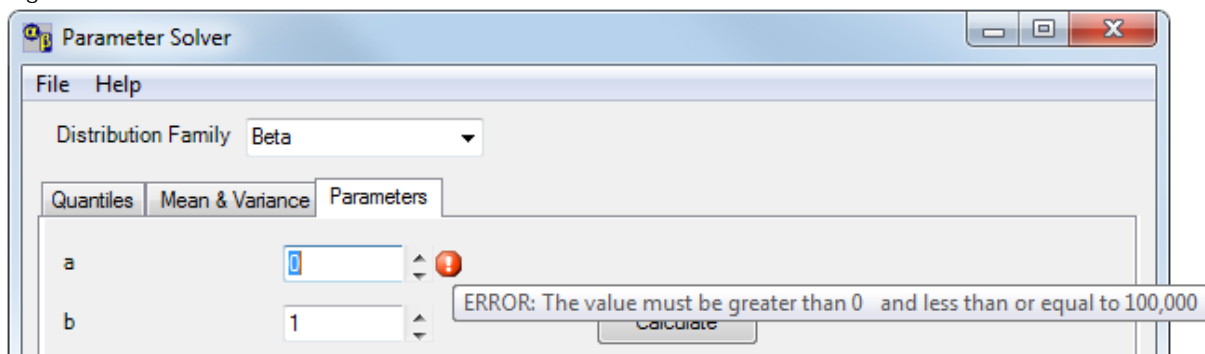 Parameter Solver
File Help
Distribution Family Beta
Quantiles Mean & Variance Parameters
a 0
ERROR: The value must be greater than 0 and less than or equal to 100,000
b 1 Calculate